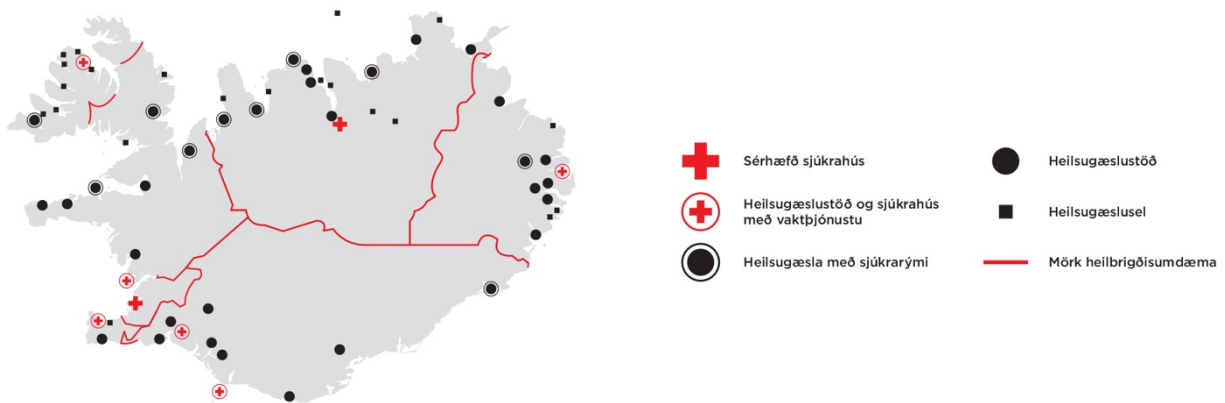 Sérhæfð sjúkrahús
Heilsugæslustöð og sjúkrahús
með vaktþjónustu
Heilsugæsla með sjúkrarými
Heilsugæslustöð
Heilsugæslusel
Mörk heilbrigðisumdæma